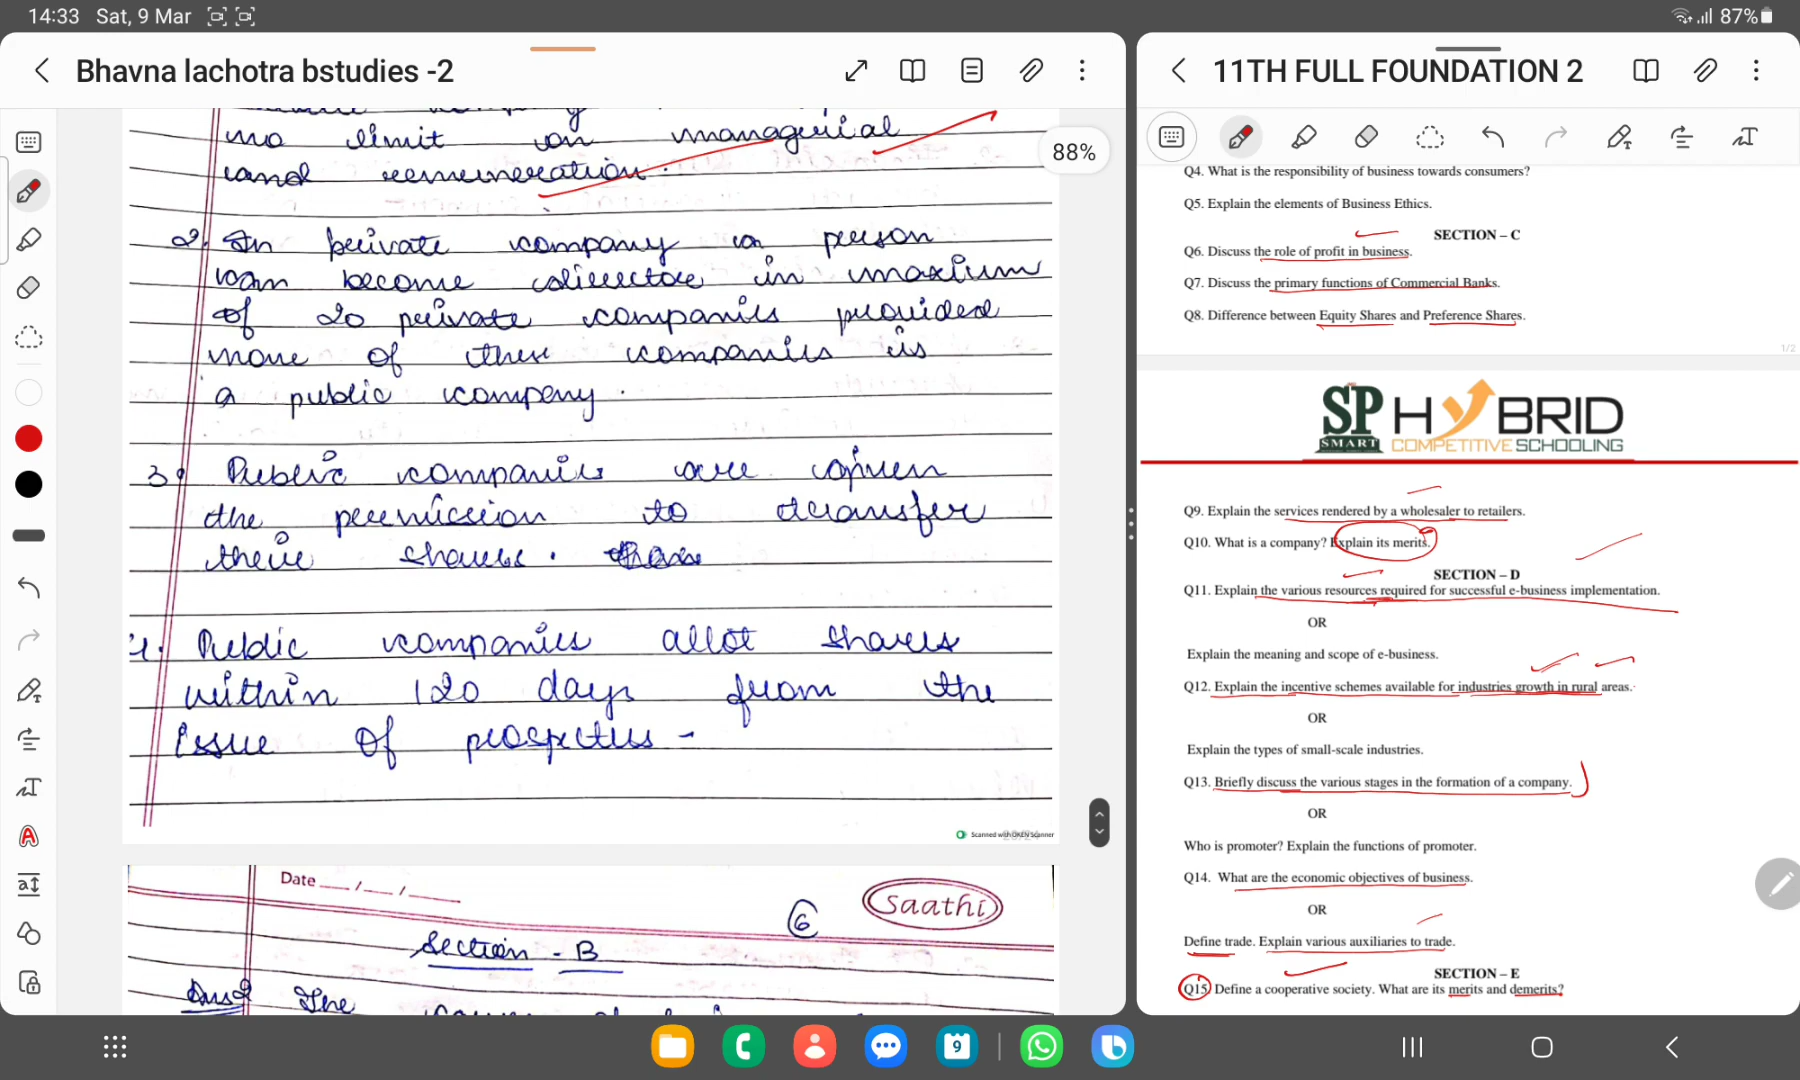 14:33 Sat, 9 Mar
87%
Bhavna lachotra bstudies -2
88%
no limit on managerial
and remuneration.
2. In private company a person
can become director in maxium
of 20 private companies provided
none of these companies is
a public company.
3. Public companies are given
the permission to transfer
their shares.
4. Public companies allot shares
within 120 days from the
issue of prospectus -
Scanned with OKEN Scanner
Date __/__/__
6
Saathi
Section - B
Ans2 The
11TH FULL FOUNDATION 2
Q4. What is the responsibility of business towards consumers?
Q5. Explain the elements of Business Ethics.
SECTION – C
Q6. Discuss the role of profit in business.
Q7. Discuss the primary functions of Commercial Banks.
Q8. Difference between Equity Shares and Preference Shares.
1/2
SP HYBRID
SMART COMPETITIVE SCHOOLING
Q9. Explain the services rendered by a wholesaler to retailers.
Q10. What is a company? Explain its merits.
SECTION – D
Q11. Explain the various resources required for successful e-business implementation.
OR
Explain the meaning and scope of e-business.
Q12. Explain the incentive schemes available for industries growth in rural areas.
OR
Explain the types of small-scale industries.
Q13. Briefly discuss the various stages in the formation of a company.
OR
Who is promoter? Explain the functions of promoter.
Q14. What are the economic objectives of business.
OR
Define trade. Explain various auxiliaries to trade.
SECTION – E
Q15 Define a cooperative society. What are its merits and demerits?
9